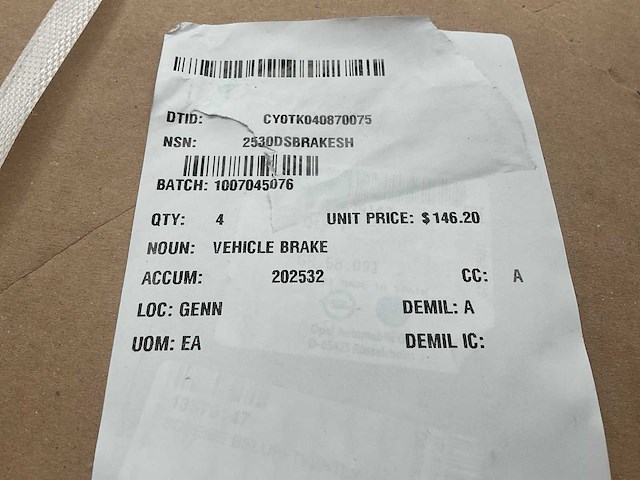 DTID: CY0TK040870075
NSN: 2530DSBRAKESH
BATCH: 1007045076
QTY: 4 UNIT PRICE: $146.20
NOUN: VEHICLE BRAKE
ACCUM: 202532 CC: A
LOC: GENN DEMIL: A
UOM: EA DEMIL IC: